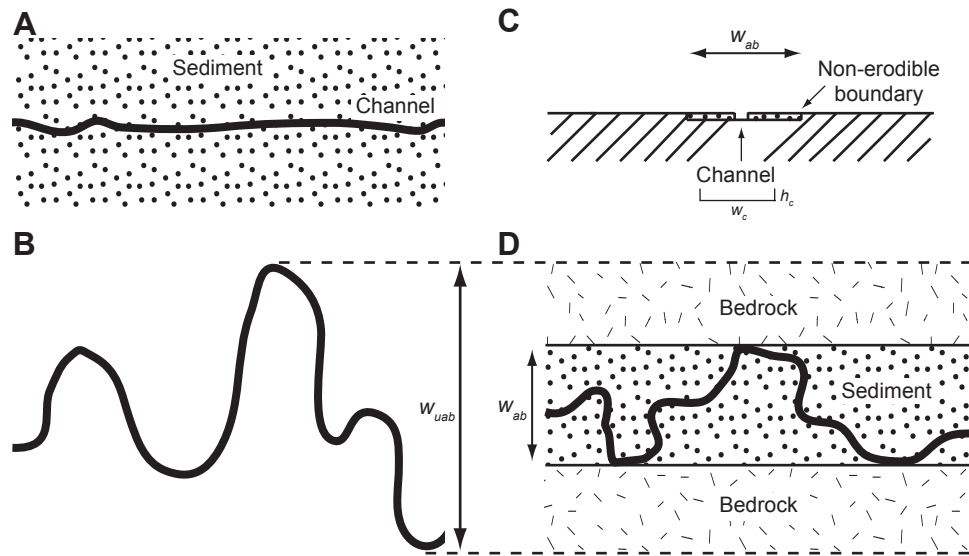 A
Sediment
Channel
C
w_ab
Non-erodible
boundary
Channel
h_c
w_c
B
w_uab
D
Bedrock
w_ab
Sediment
Bedrock